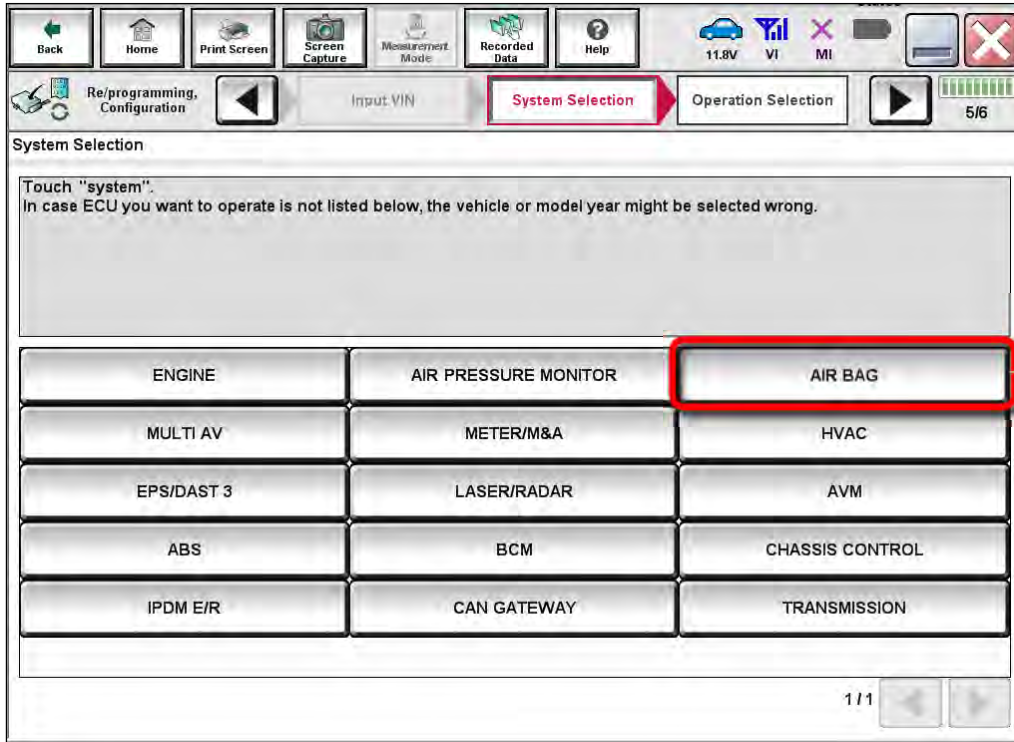 Back
Home
Print Screen
Screen Capture
Measurement Mode
Recorded Data
Help
11.8V
VI
MI
Re/programming, Configuration
Input VIN
System Selection
Operation Selection
5/6
System Selection
Touch "system".
In case ECU you want to operate is not listed below, the vehicle or model year might be selected wrong.
ENGINE
AIR PRESSURE MONITOR
AIR BAG
MULTI AV
METER/M&A
HVAC
EPS/DAST 3
LASER/RADAR
AVM
ABS
BCM
CHASSIS CONTROL
IPDM E/R
CAN GATEWAY
TRANSMISSION
1/1